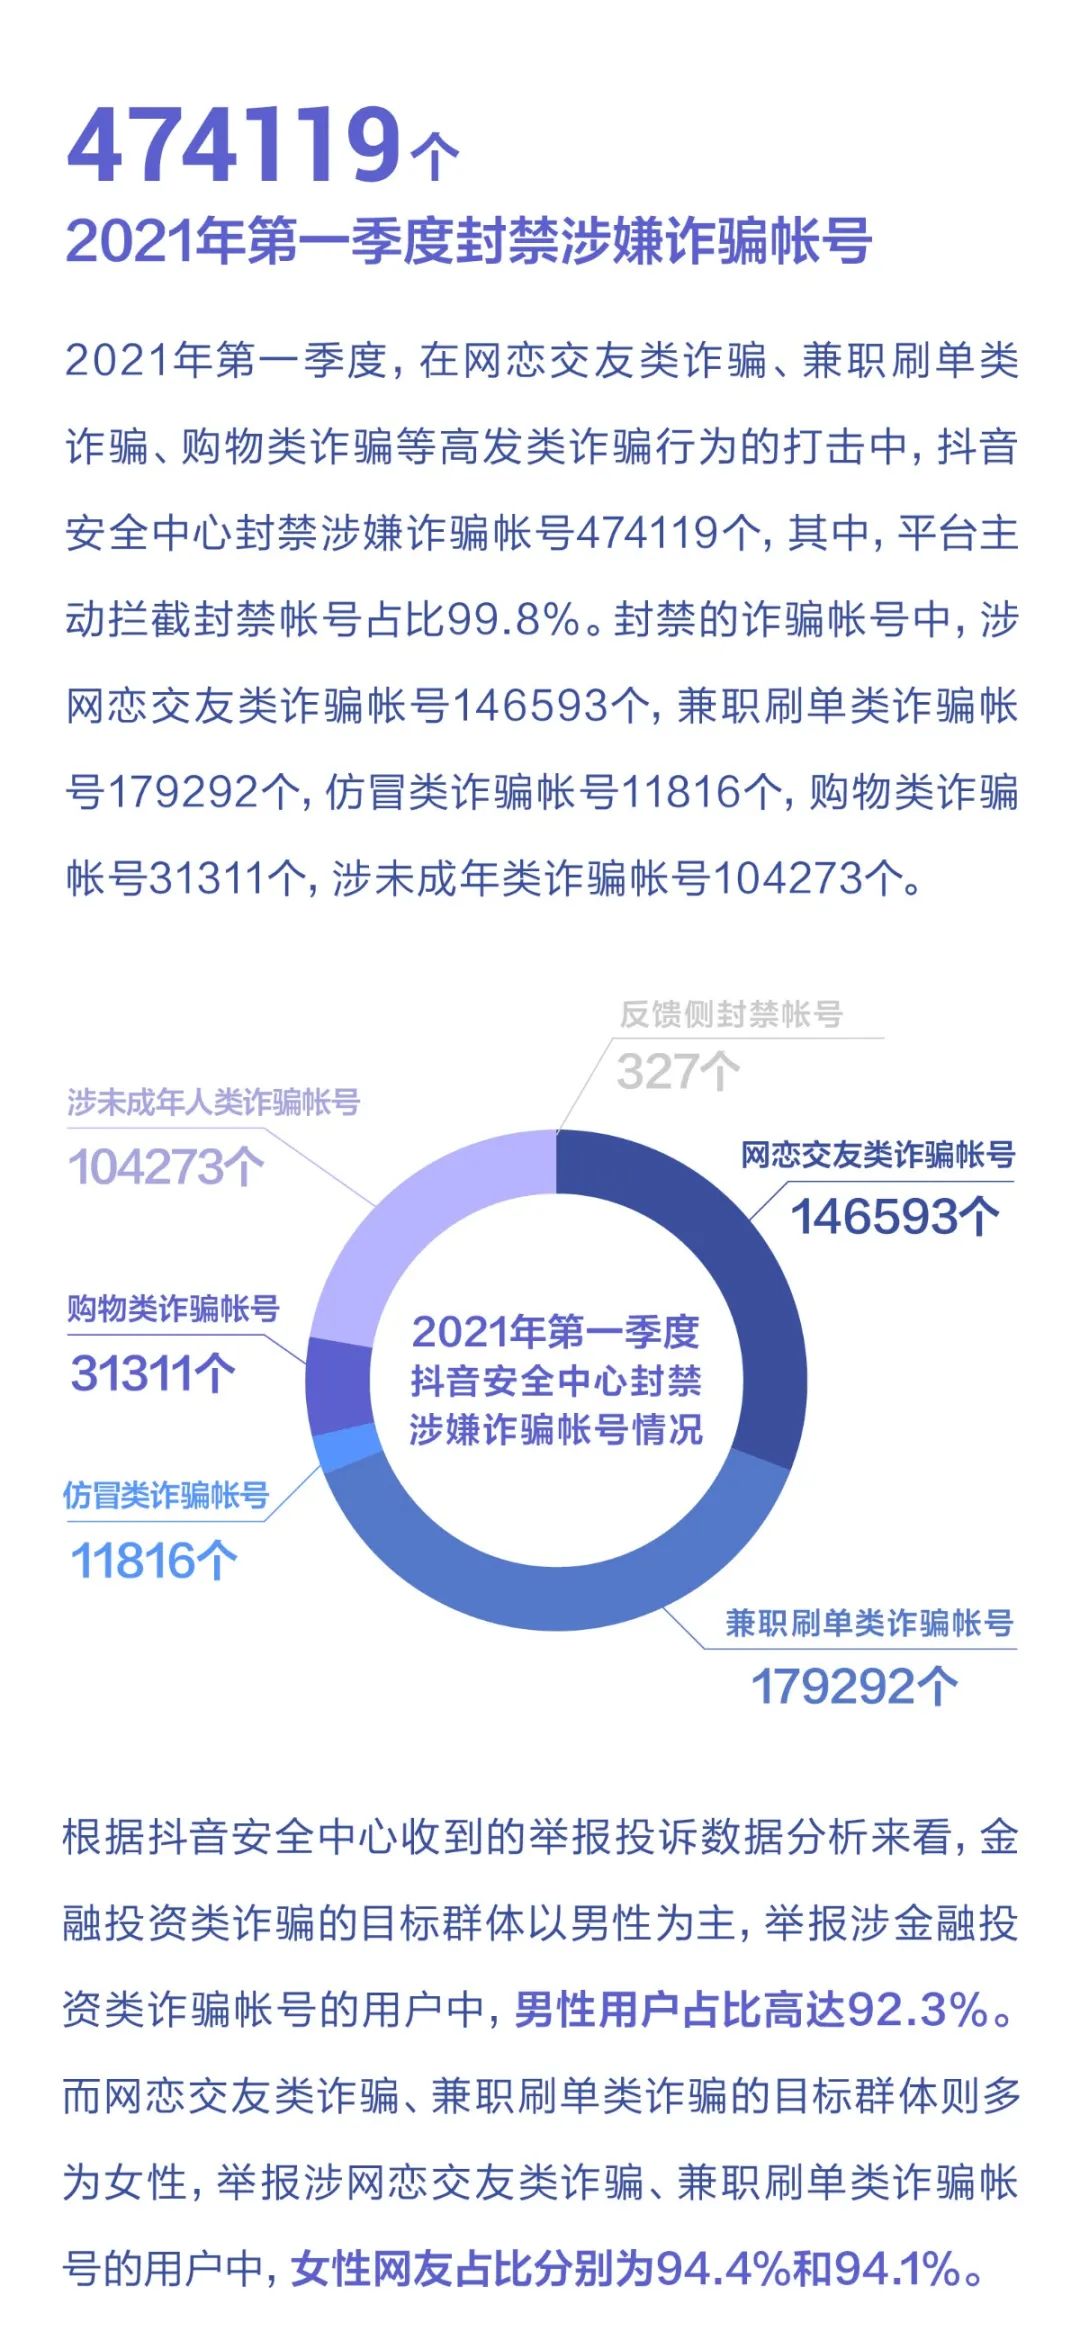 474119个
2021年第一季度封禁涉嫌诈骗帐号
2021年第一季度，在网恋交友类诈骗、兼职刷单类
诈骗、购物类诈骗等高发类诈骗行为的打击中，抖音
安全中心封禁涉嫌诈骗帐号474119个，其中，平台主
动拦截封禁帐号占比99.8%。封禁的诈骗帐号中，涉
网恋交友类诈骗帐号146593个，兼职刷单类诈骗帐
号179292个，仿冒类诈骗帐号11816个，购物类诈骗
帐号31311个，涉未成年类诈骗帐号104273个。
反馈侧封禁帐号
327个
涉未成年人类诈骗帐号
104273个
网恋交友类诈骗帐号
146593个
购物类诈骗帐号
31311个
2021年第一季度
抖音安全中心封禁
涉嫌诈骗帐号情况
仿冒类诈骗帐号
11816个
兼职刷单类诈骗帐号
179292个
根据抖音安全中心收到的举报投诉数据分析来看，金
融投资类诈骗的目标群体以男性为主，举报涉金融投
资类诈骗帐号的用户中，男性用户占比高达92.3%。
而网恋交友类诈骗、兼职刷单类诈骗的目标群体则多
为女性，举报涉网恋交友类诈骗、兼职刷单类诈骗帐
号的用户中，女性网友占比分别为94.4%和94.1%。